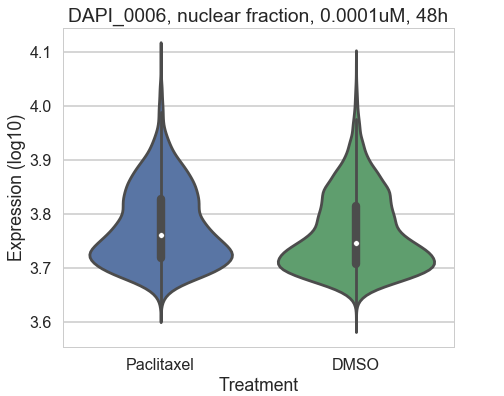 DAPI_0006, nuclear fraction, 0.0001uM, 48h
4.1
4.0
3.9
3.8
3.7
3.6
Expression (log10)
Paclitaxel
DMSO
Treatment